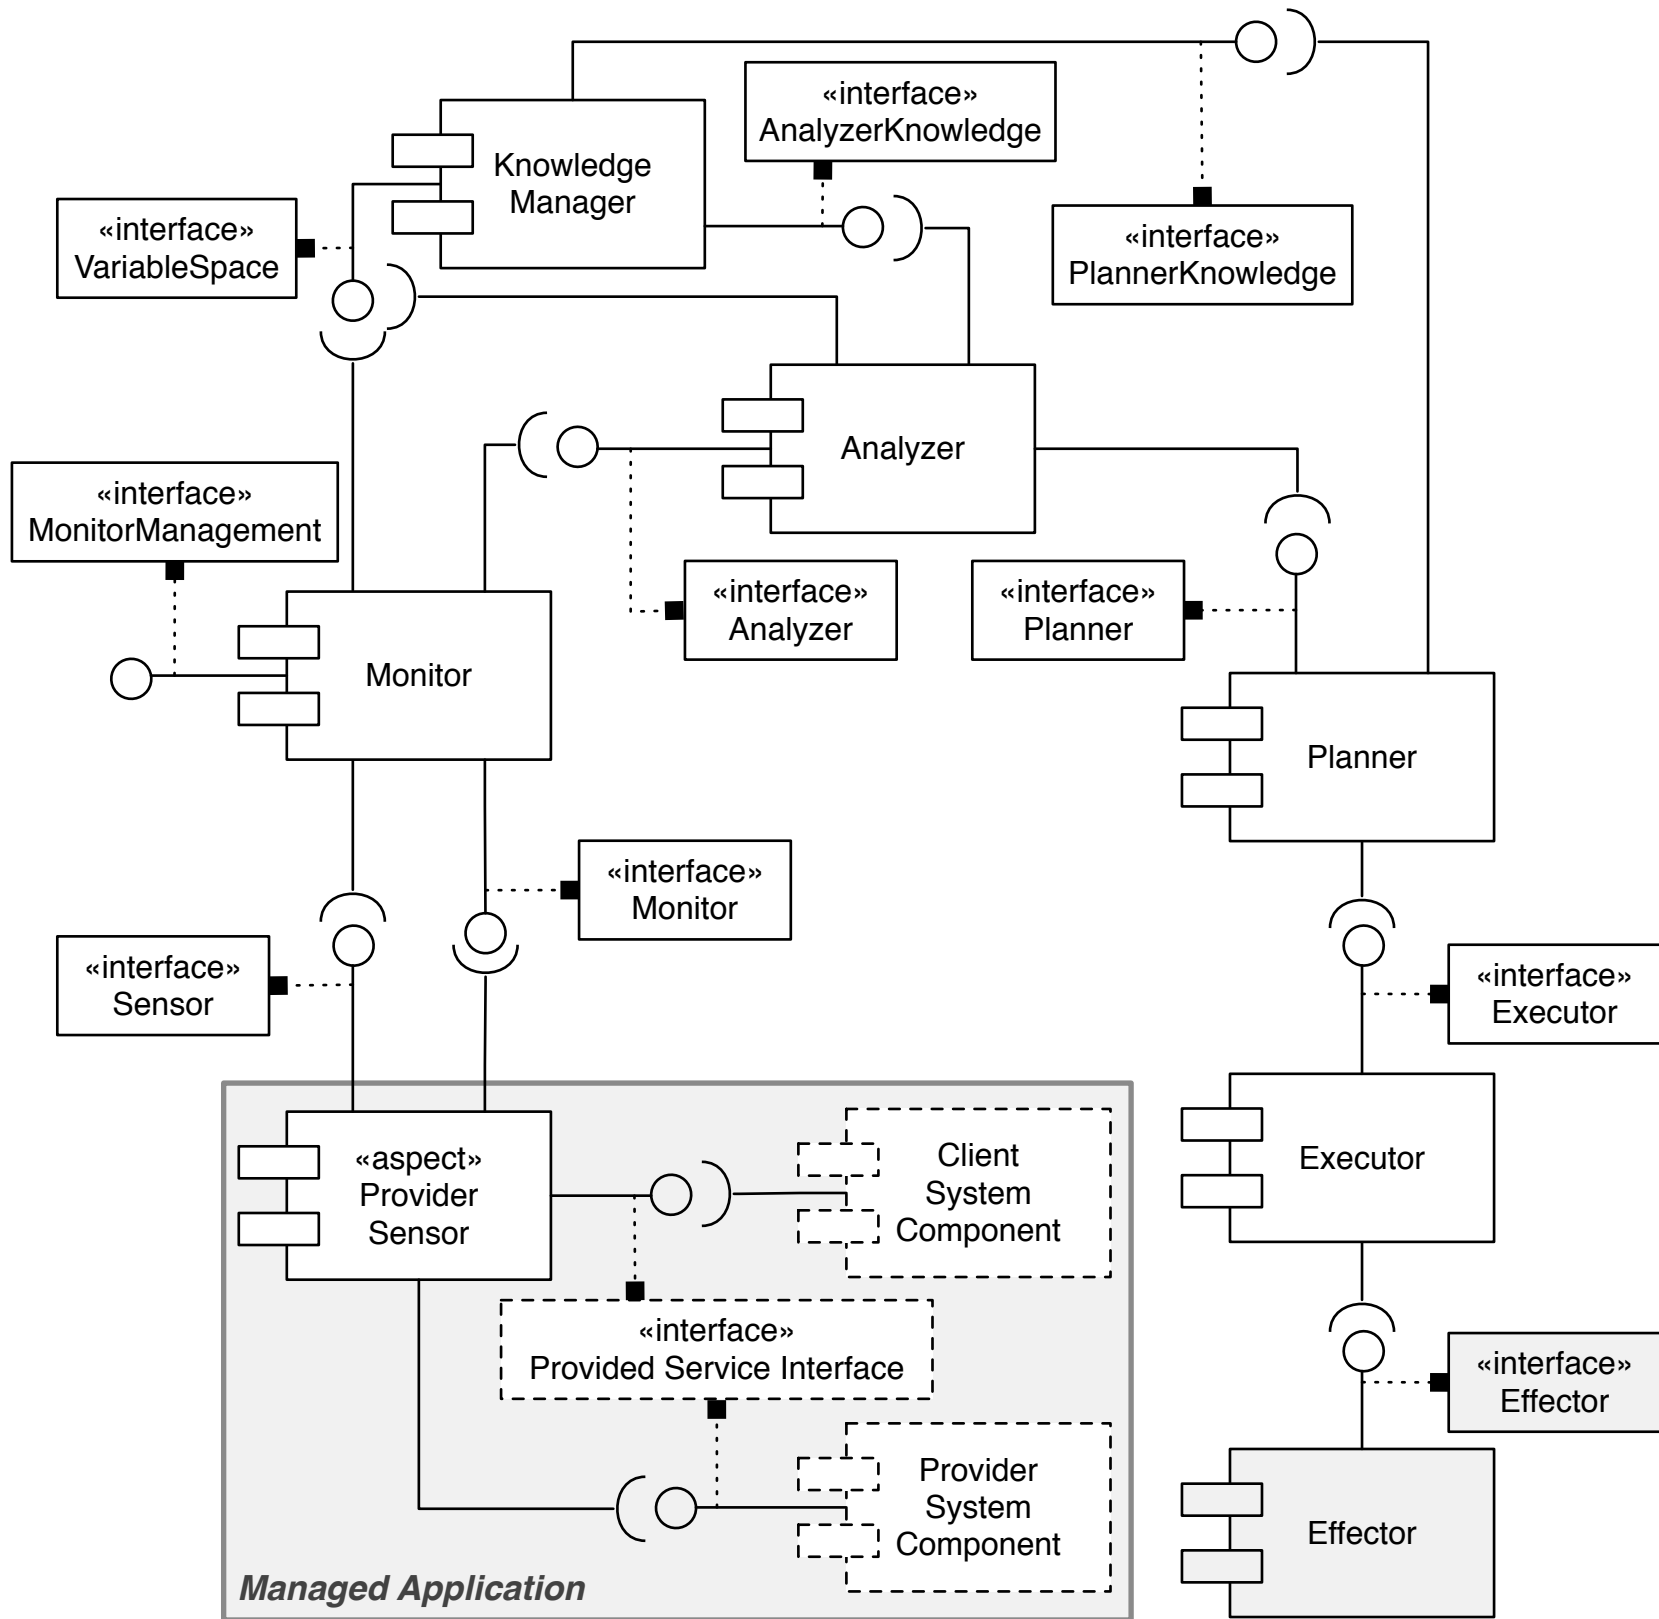 «interface»
AnalyzerKnowledge
Knowledge
Manager
«interface»
VariableSpace
«interface»
PlannerKnowledge
Analyzer
«interface»
MonitorManagement
«interface»
Analyzer
«interface»
Planner
Monitor
Planner
«interface»
Monitor
«interface»
Sensor
«interface»
Executor
«aspect»
Provider
Sensor
Client
System
Component
Executor
«interface»
Provided Service Interface
«interface»
Effector
Provider
System
Component
Effector
Managed Application